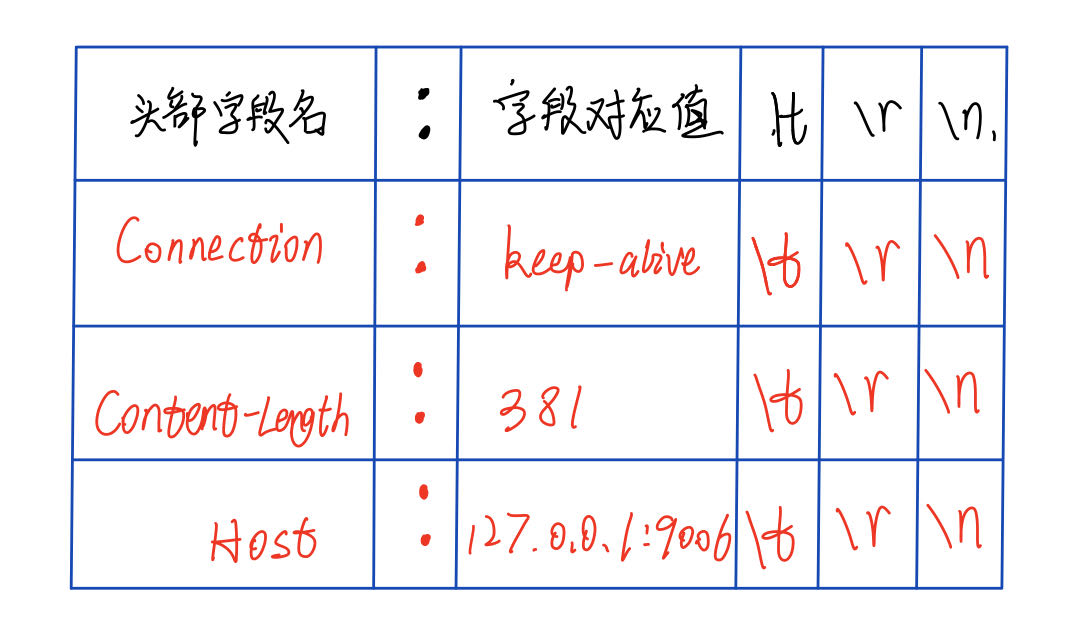 头部字段名 : 字段对应值 \t \r \n.
Connection : keep-alive \t \r \n
Content-Length : 381 \t \r \n
Host : 127.0.0.1:9006 \t \r \n